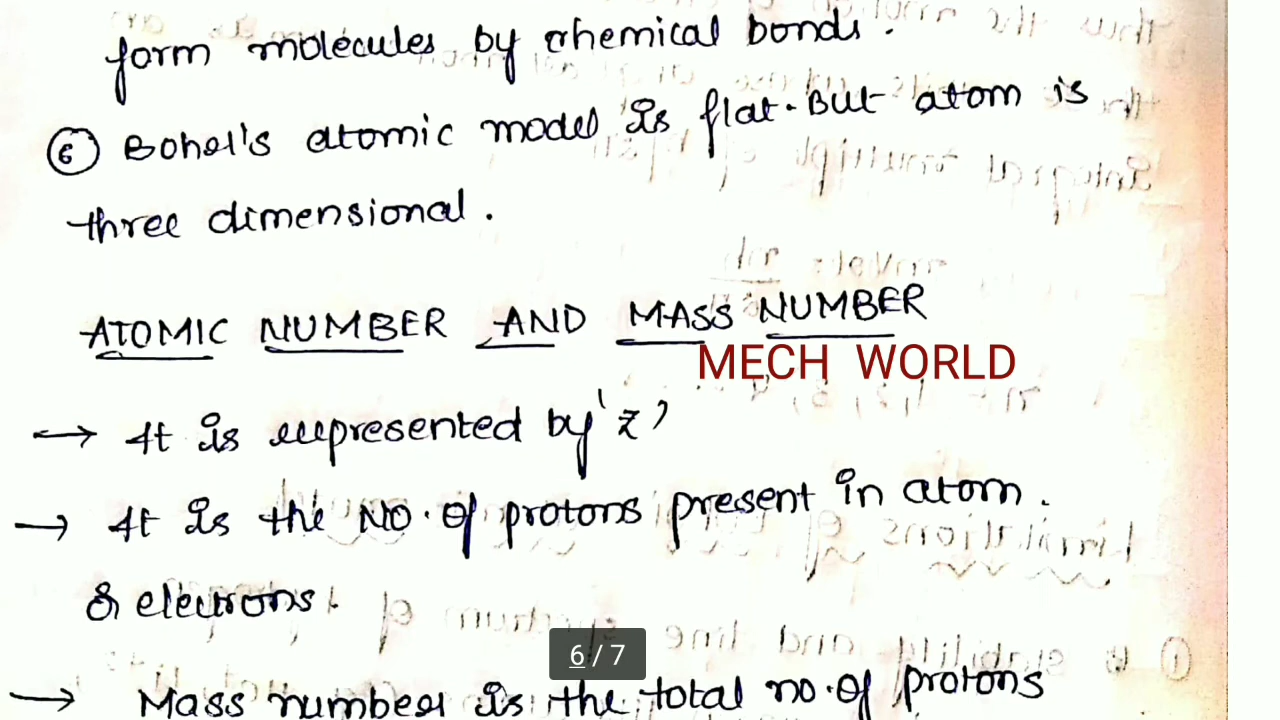 form molecules by chemical bonds.
⑥ Bohr's atomic model is flat. But atom is
three dimensional.
ATOMIC NUMBER AND MASS NUMBER
MECH WORLD
→ It is represented by 'z'
→ It is the NO. of protons present in atom.
& electrons.
6 / 7
→ Mass number is the total no. of protons